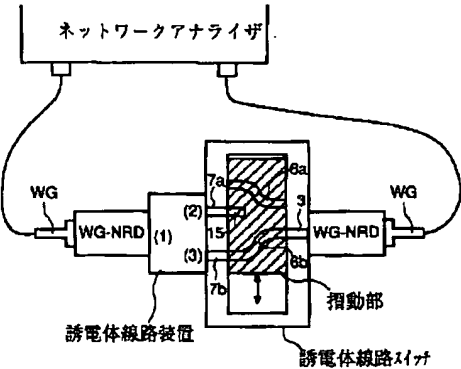 ネットワークアナライザ
WG
WG-NRD
(1)
(2)
(3)
7a
15
7b
6a
3
6b
WG-NRD
WG
摺動部
誘電体線路装置
誘電体線路スイッチ